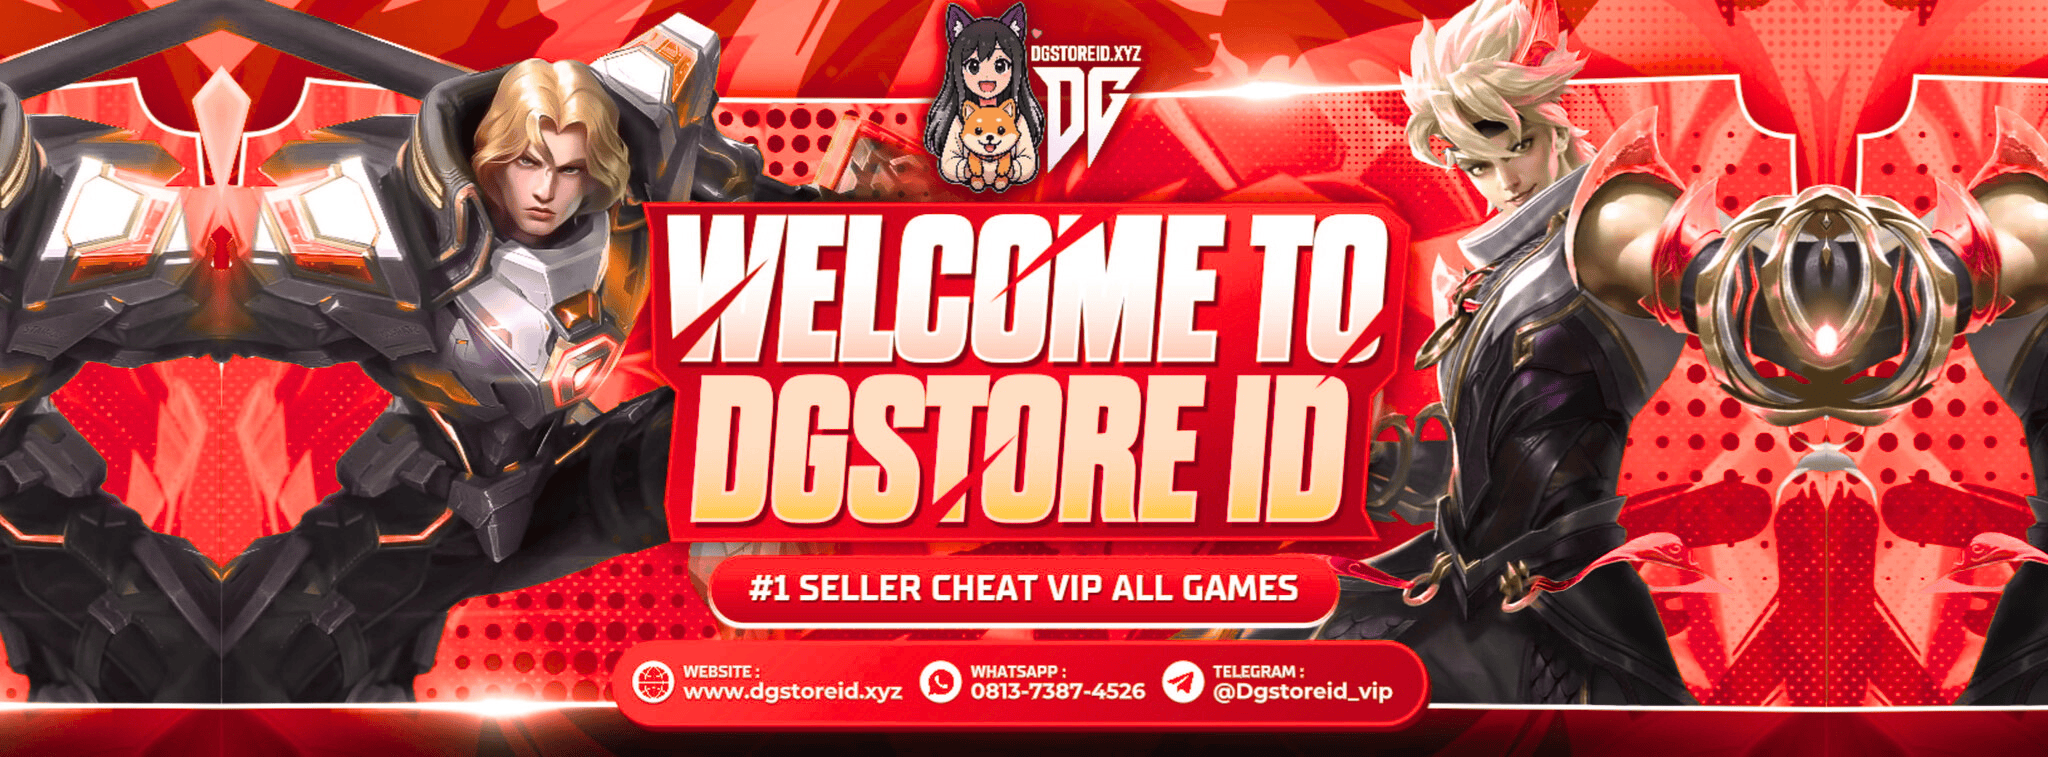 DGSTOREID.XYZ
DG
WELCOME TO
DGSTORE ID
#1 SELLER CHEAT VIP ALL GAMES
WEBSITE :
www.dgstoreid.xyz
WHATSAPP :
0813-7387-4526
TELEGRAM :
@Dgstoreid_vip